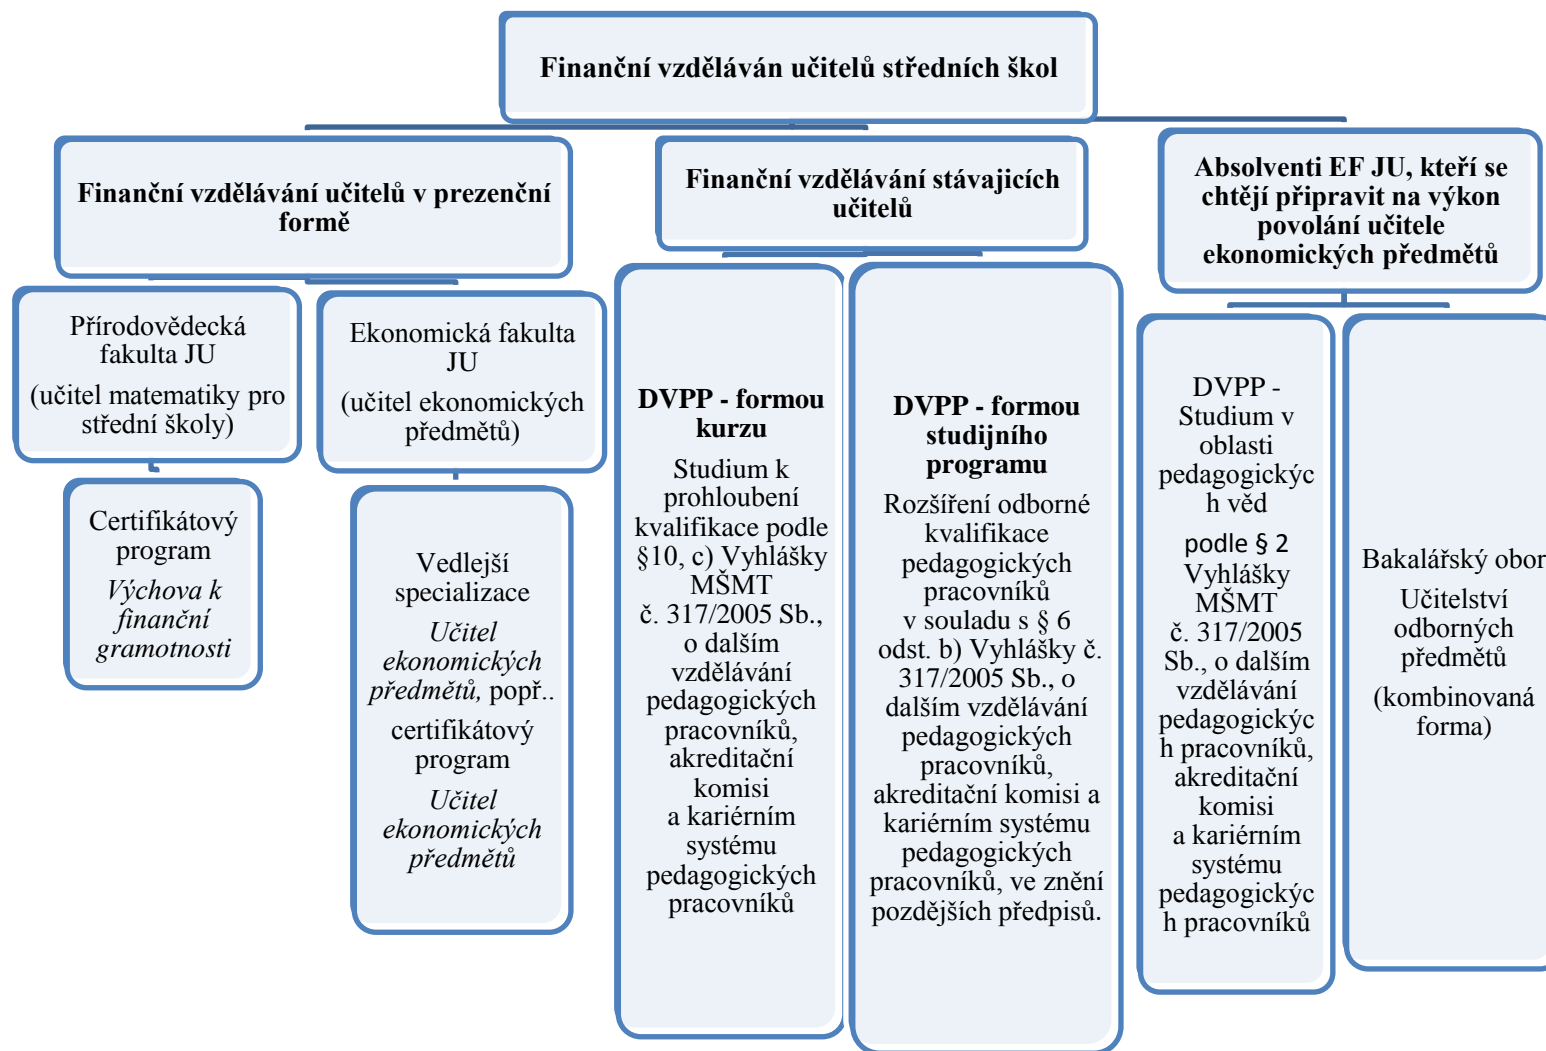 Finanční vzděláván učitelů středních škol
Finanční vzdělávání učitelů v prezenční
formě
Přírodovědecká
fakulta JU
(učitel matematiky pro
střední školy)
Certifikátový
program
Výchova k
finanční
gramotnosti
Ekonomická fakulta
JU
(učitel ekonomických
předmětů)
Vedlejší
specializace
Učitel
ekonomických
předmětů, popř..
certifikátový
program
Učitel
ekonomických
předmětů
Finanční vzdělávání stávajicích
učitelů
DVPP - formou
kurzu
Studium k
prohloubení
kvalifikace podle
§10, c) Vyhlášky
MŠMT
č. 317/2005 Sb.,
o dalším
vzdělávání
pedagogických
pracovníků,
akreditační
komisi
a kariérním
systému
pedagogických
pracovníků
DVPP - formou
studijního
programu
Rozšíření odborné
kvalifikace
pedagogických
pracovníků
v souladu s § 6
odst. b) Vyhlášky č.
317/2005 Sb., o
dalším vzdělávání
pedagogických
pracovníků,
akreditační komisi a
kariérním systému
pedagogických
pracovníků, ve znění
pozdějších předpisů.
Absolventi EF JU, kteří se
chtějí připravit na výkon
povolání učitele
ekonomických předmětů
DVPP -
Studium v
oblasti
pedagogickýc
h věd
podle § 2
Vyhlášky
MŠMT
č. 317/2005
Sb., o dalším
vzdělávání
pedagogickýc
h pracovníků,
akreditační
komisi
a kariérním
systému
pedagogickýc
h pracovníků
Bakalářský obor
Učitelství
odborných
předmětů
(kombinovaná
forma)